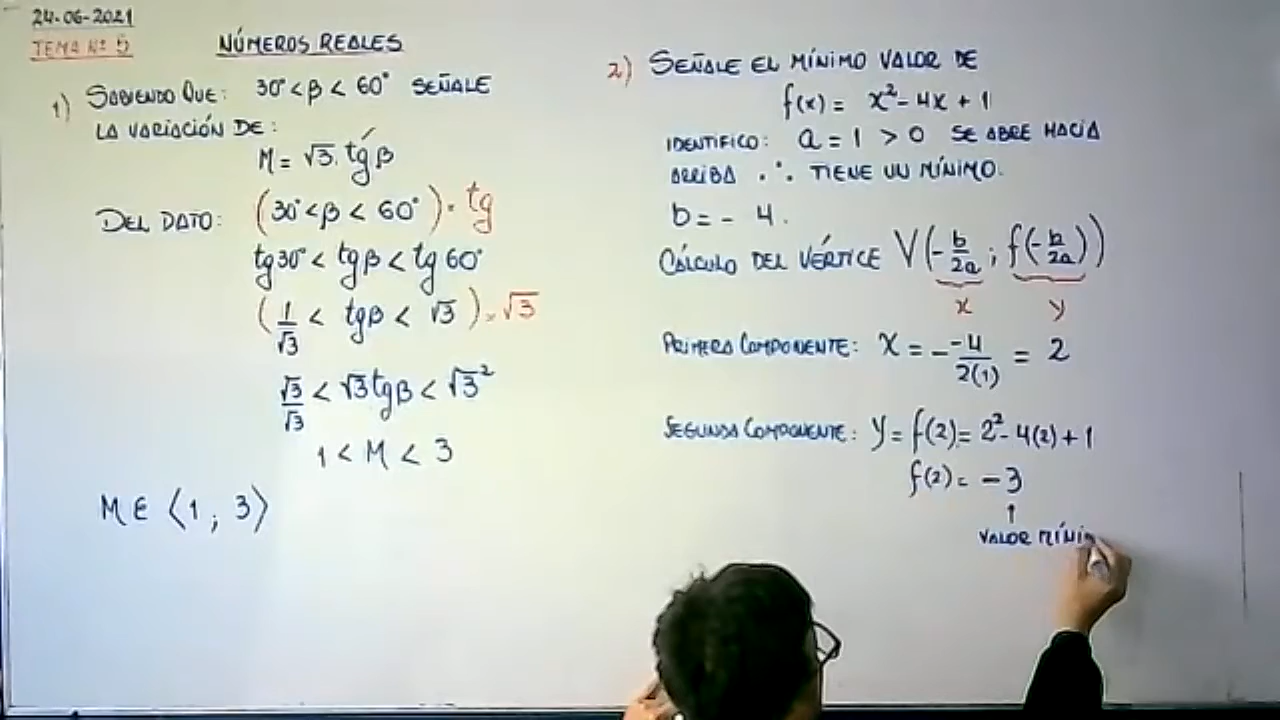 24-06-2021
TEMA Nº 5
NÚMEROS REALES
1) SABIENDO QUE: 30° < β < 60° SEÑALE
LA VARIACIÓN DE:
M = √3 . tg β
DEL DATO: (30° < β < 60°) . tg
tg 30° < tg β < tg 60°
(1/√3 < tg β < √3) . √3
√3/√3 < √3 tg β < √3²
1 < M < 3
M ∈ ⟨1 ; 3⟩
2) SEÑALE EL MÍNIMO VALOR DE
f(x) = x² - 4x + 1
IDENTIFICO: a = 1 > 0 SE ABRE HACIA
ARRIBA ∴ TIENE UN MÍNIMO.
b = - 4 .
CÁLCULO DEL VÉRTICE V(-b/2a ; f(-b/2a))
x y
PRIMERA COMPONENTE: X = - -4/2(1) = 2
SEGUNDA COMPONENTE: y = f(2) = 2² - 4(2) + 1
f(2) = -3
↑
VALOR MÍNI